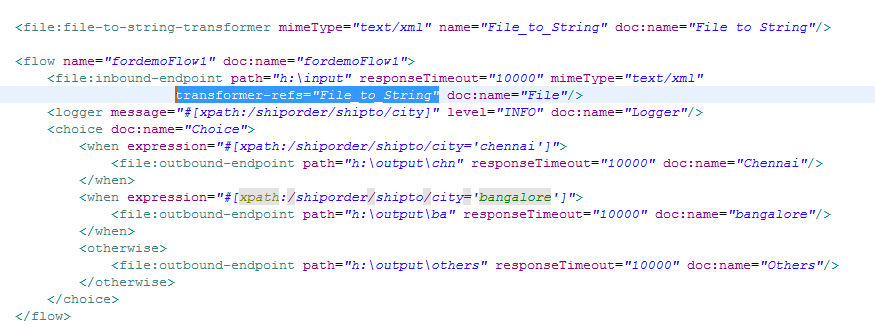 <file:file-to-string-transformer mimeType="text/xml" name="File_to_String" doc:name="File to String"/>
<flow name="fordemoFlow1" doc:name="fordemoFlow1">
<file:inbound-endpoint path="h:\input" responseTimeout="10000" mimeType="text/xml"
transformer-refs="File_to_String" doc:name="File"/>
<logger message="#[xpath:/shiporder/shipto/city]" level="INFO" doc:name="Logger"/>
<choice doc:name="Choice">
<when expression="#[xpath:/shiporder/shipto/city='chennai']">
<file:outbound-endpoint path="h:\output\chn" responseTimeout="10000" doc:name="Chennai"/>
</when>
<when expression="#[xpath:/shiporder/shipto/city='bangalore']">
<file:outbound-endpoint path="h:\output\ba" responseTimeout="10000" doc:name="bangalore"/>
</when>
<otherwise>
<file:outbound-endpoint path="h:\output\others" responseTimeout="10000" doc:name="Others"/>
</otherwise>
</choice>
</flow>